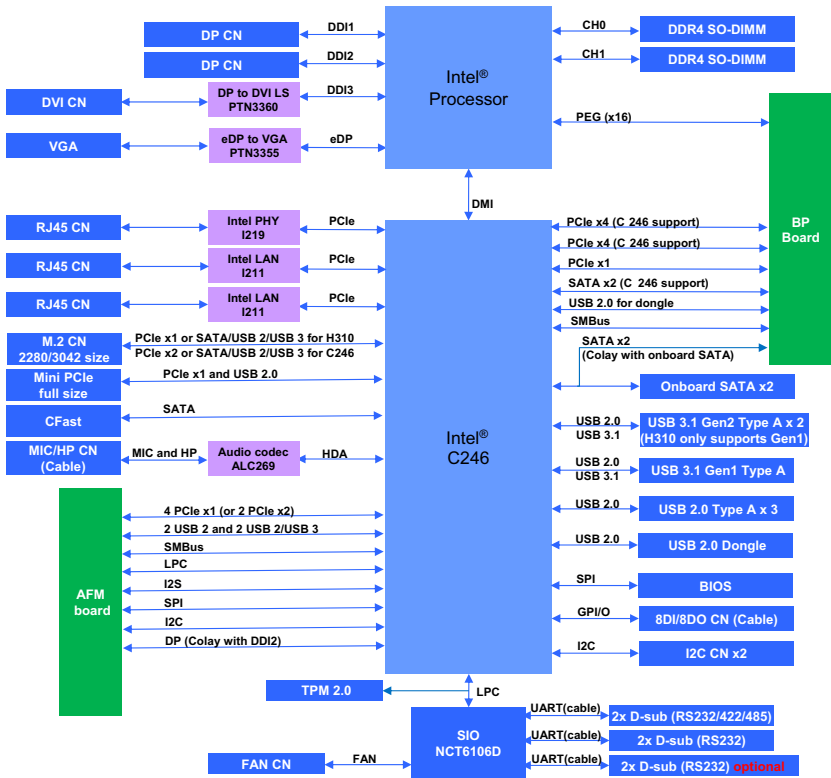 DP CN
DDI1
DP CN
DDI2
DVI CN
DP to DVI LS
PTN3360
DDI3
VGA
eDP to VGA
PTN3355
eDP
Intel®
Processor
CH0
DDR4 SO-DIMM
CH1
DDR4 SO-DIMM
PEG (x16)
BP
Board
DMI
RJ45 CN
Intel PHY
I219
PCIe
RJ45 CN
Intel LAN
I211
PCIe
RJ45 CN
Intel LAN
I211
PCIe
M.2 CN
2280/3042 size
PCIe x1 or SATA/USB 2/USB 3 for H310
PCIe x2 or SATA/USB 2/USB 3 for C246
Mini PCIe
full size
PCIe x1 and USB 2.0
CFast
SATA
MIC/HP CN
(Cable)
MIC and HP
Audio codec
ALC269
HDA
Intel®
C246
PCIe x4 (C 246 support)
PCIe x4 (C 246 support)
PCIe x1
SATA x2 (C 246 support)
USB 2.0 for dongle
SMBus
SATA x2
(Colay with onboard SATA)
Onboard SATA x2
USB 2.0
USB 3.1
USB 3.1 Gen2 Type A x 2
(H310 only supports Gen1)
USB 2.0
USB 3.1
USB 3.1 Gen1 Type A
USB 2.0
USB 2.0 Type A x 3
USB 2.0
USB 2.0 Dongle
SPI
BIOS
GPI/O
8DI/8DO CN (Cable)
I2C
I2C CN x2
AFM
board
4 PCIe x1 (or 2 PCIe x2)
2 USB 2 and 2 USB 2/USB 3
SMBus
LPC
I2S
SPI
I2C
DP (Colay with DDI2)
TPM 2.0
LPC
SIO
NCT6106D
FAN CN
FAN
UART(cable)
2x D-sub (RS232/422/485)
UART(cable)
2x D-sub (RS232)
UART(cable)
2x D-sub (RS232) optional